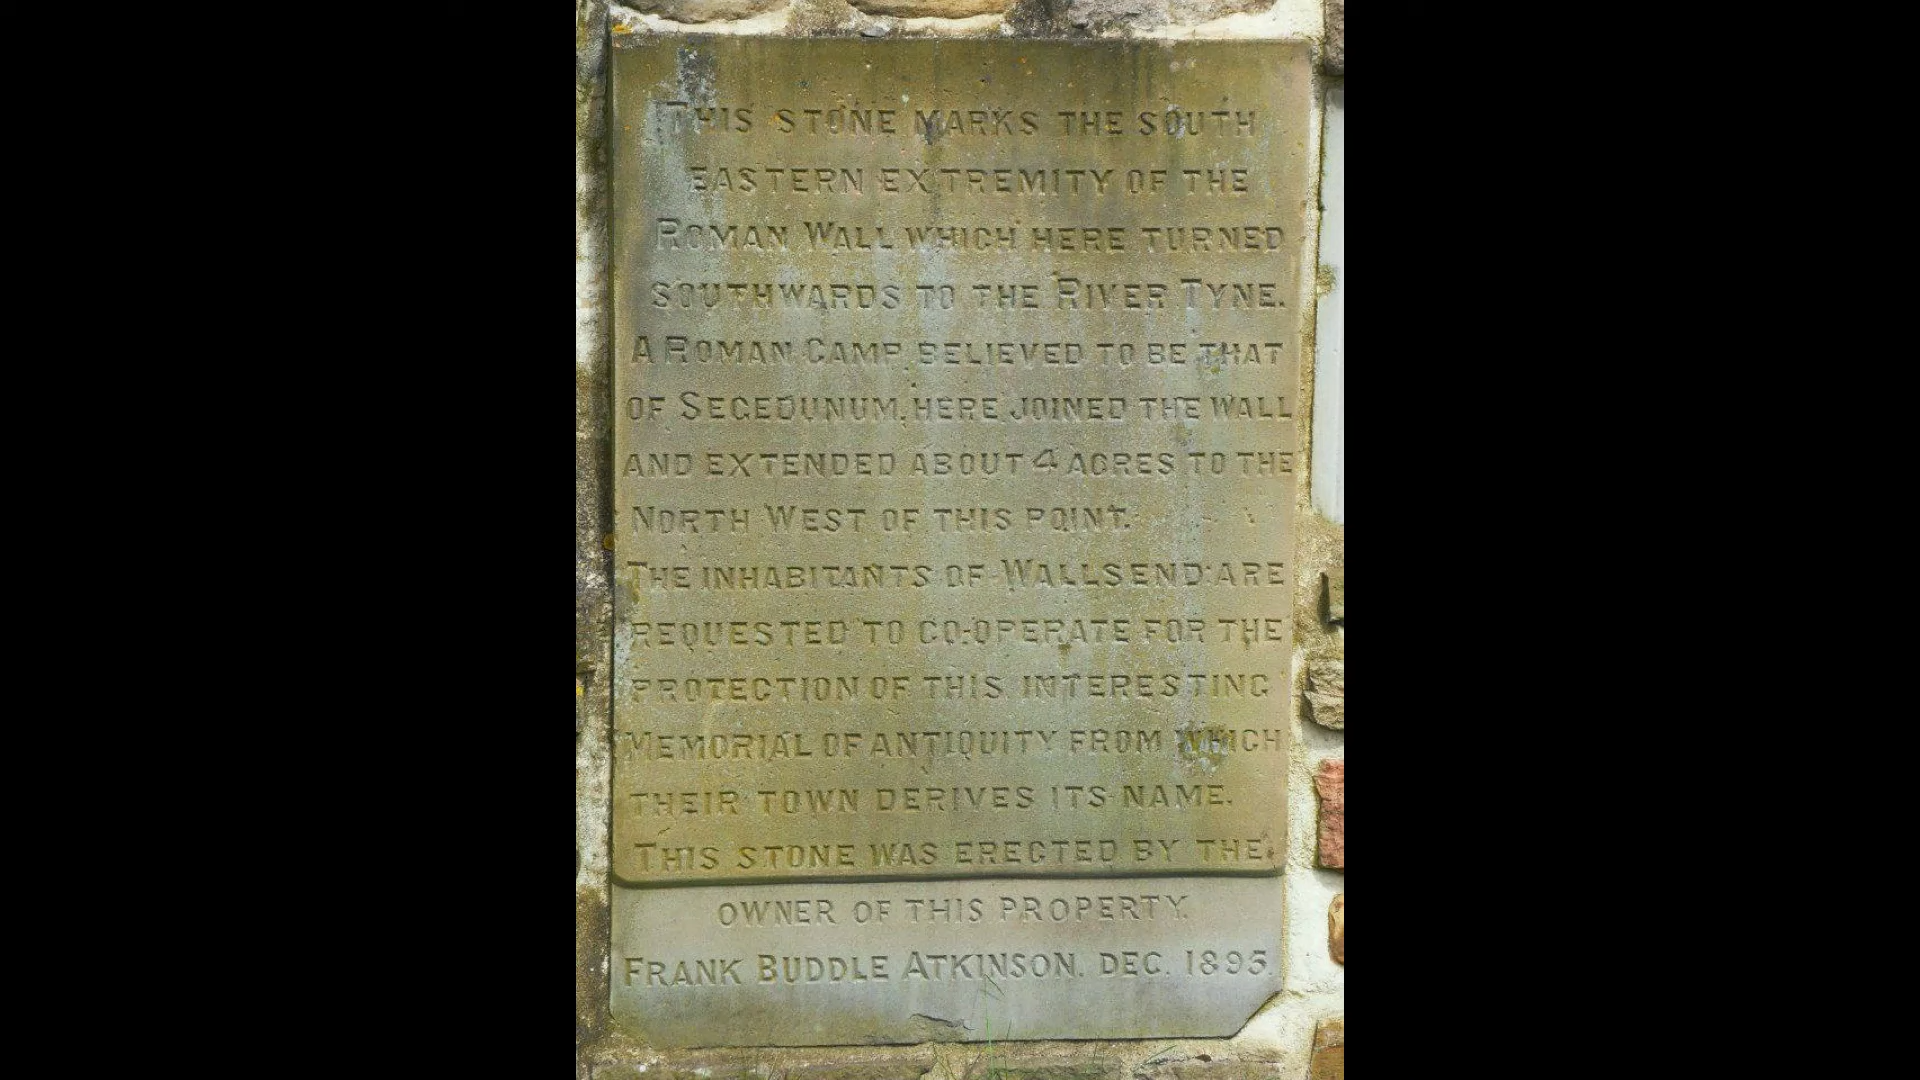 THIS STONE MARKS THE SOUTH
EASTERN EXTREMITY OF THE
ROMAN WALL WHICH HERE TURNED
SOUTHWARDS TO THE RIVER TYNE.
A ROMAN CAMP, BELIEVED TO BE THAT
OF SEGEDUNUM, HERE JOINED THE WALL
AND EXTENDED ABOUT 4 ACRES TO THE
NORTH WEST OF THIS POINT.
THE INHABITANTS OF WALLSEND ARE
REQUESTED TO CO-OPERATE FOR THE
PROTECTION OF THIS INTERESTING
MEMORIAL OF ANTIQUITY FROM WHICH
THEIR TOWN DERIVES ITS NAME.
THIS STONE WAS ERECTED BY THE
OWNER OF THIS PROPERTY.
FRANK BUDDLE ATKINSON. DEC. 1895.